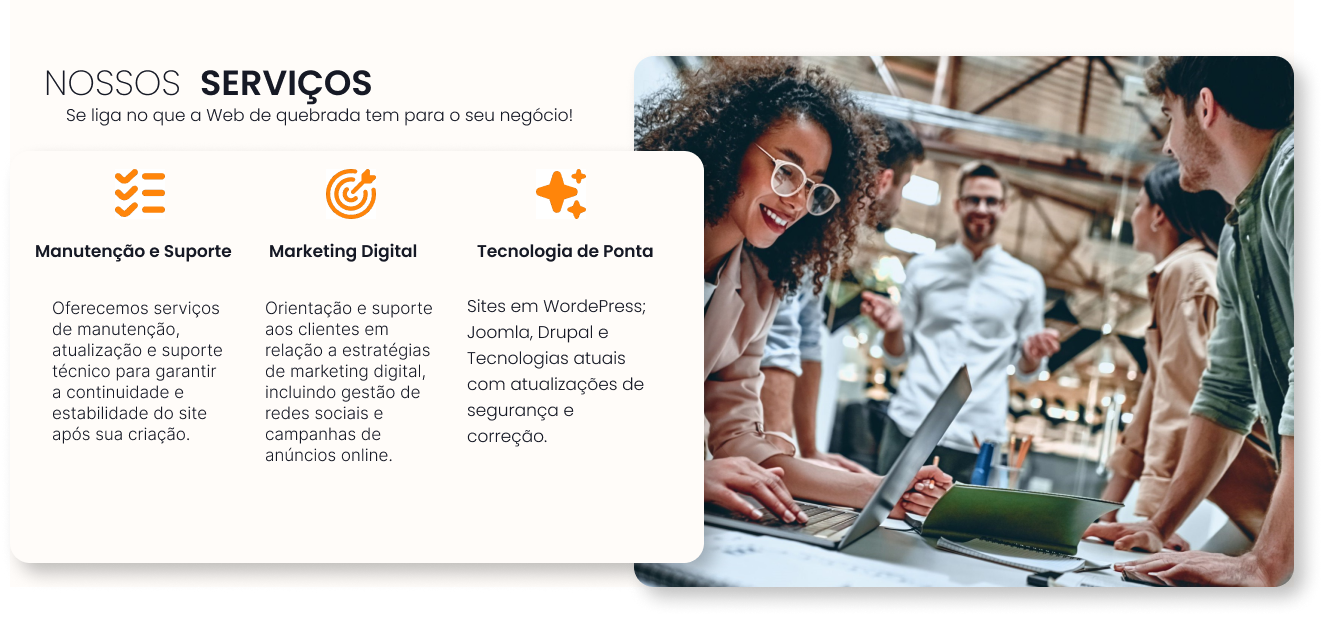 NOSSOS SERVIÇOS
Se liga no que a Web de quebrada tem para o seu negócio!
Manutenção e Suporte
Oferecemos serviços
de manutenção,
atualização e suporte
técnico para garantir
a continuidade e
estabilidade do site
após sua criação.
Marketing Digital
Orientação e suporte
aos clientes em
relação a estratégias
de marketing digital,
incluindo gestão de
redes sociais e
campanhas de
anúncios online.
Tecnologia de Ponta
Sites em WordePress;
Joomla, Drupal e
Tecnologias atuais
com atualizações de
segurança e
correção.